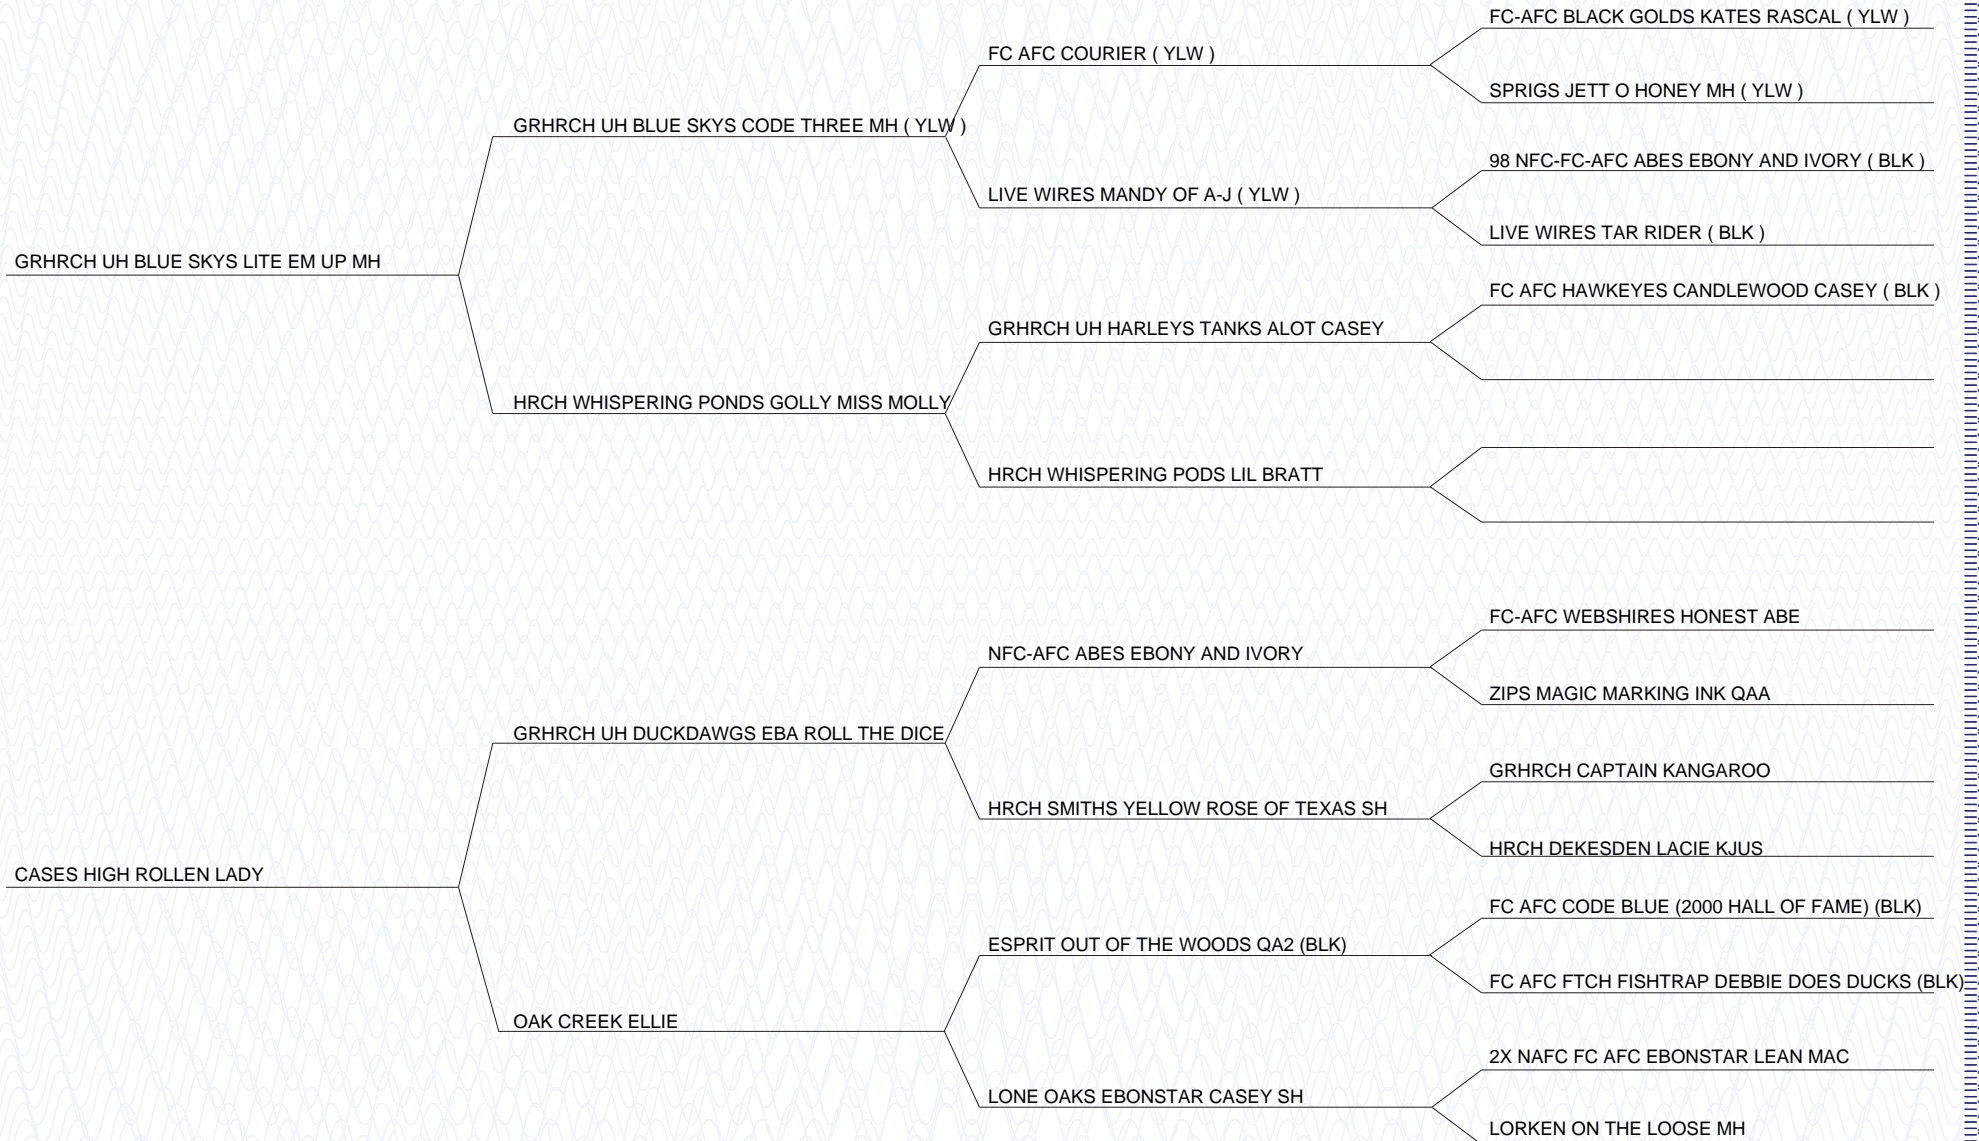 FC-AFC BLACK GOLDS KATES RASCAL ( YLW )
FC AFC COURIER ( YLW )
SPRIGS JETT O HONEY MH ( YLW )
GRHRCH UH BLUE SKYS CODE THREE MH ( YLW )
98 NFC-FC-AFC ABES EBONY AND IVORY ( BLK )
LIVE WIRES MANDY OF A-J ( YLW )
LIVE WIRES TAR RIDER ( BLK )
GRHRCH UH BLUE SKYS LITE EM UP MH
FC AFC HAWKEYES CANDLEWOOD CASEY ( BLK )
GRHRCH UH HARLEYS TANKS ALOT CASEY
HRCH WHISPERING PONDS GOLLY MISS MOLLY
HRCH WHISPERING PODS LIL BRATT
FC-AFC WEBSHIRES HONEST ABE
NFC-AFC ABES EBONY AND IVORY
ZIPS MAGIC MARKING INK QAA
GRHRCH UH DUCKDAWGS EBA ROLL THE DICE
GRHRCH CAPTAIN KANGAROO
HRCH SMITHS YELLOW ROSE OF TEXAS SH
HRCH DEKESDEN LACIE KJUS
CASES HIGH ROLLEN LADY
FC AFC CODE BLUE (2000 HALL OF FAME) (BLK)
ESPRIT OUT OF THE WOODS QA2 (BLK)
FC AFC FTCH FISHTRAP DEBBIE DOES DUCKS (BLK)
OAK CREEK ELLIE
2X NAFC FC AFC EBONSTAR LEAN MAC
LONE OAKS EBONSTAR CASEY SH
LORKEN ON THE LOOSE MH